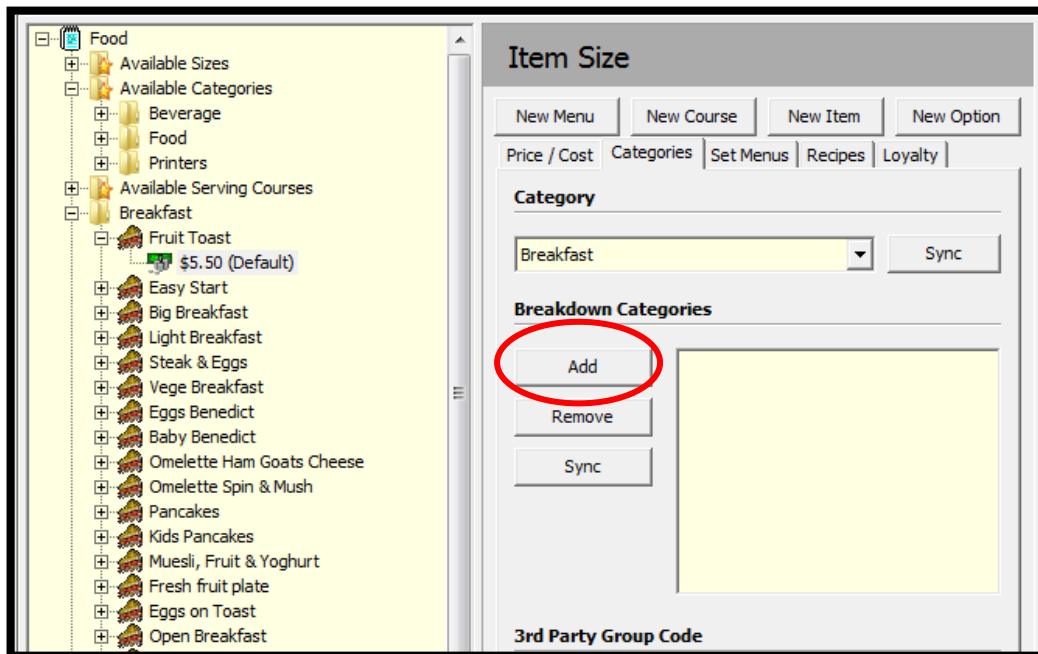 Food
Available Sizes
Available Categories
Beverage
Food
Printers
Available Serving Courses
Breakfast
Fruit Toast
$5.50 (Default)
Easy Start
Big Breakfast
Light Breakfast
Steak & Eggs
Vege Breakfast
Eggs Benedict
Baby Benedict
Omelette Ham Goats Cheese
Omelette Spin & Mush
Pancakes
Kids Pancakes
Muesli, Fruit & Yoghurt
Fresh fruit plate
Eggs on Toast
Open Breakfast
Item Size
New Menu New Course New Item New Option
Price / Cost Categories Set Menus Recipes Loyalty
Category
Breakfast Sync
Breakdown Categories
Add
Remove
Sync
3rd Party Group Code